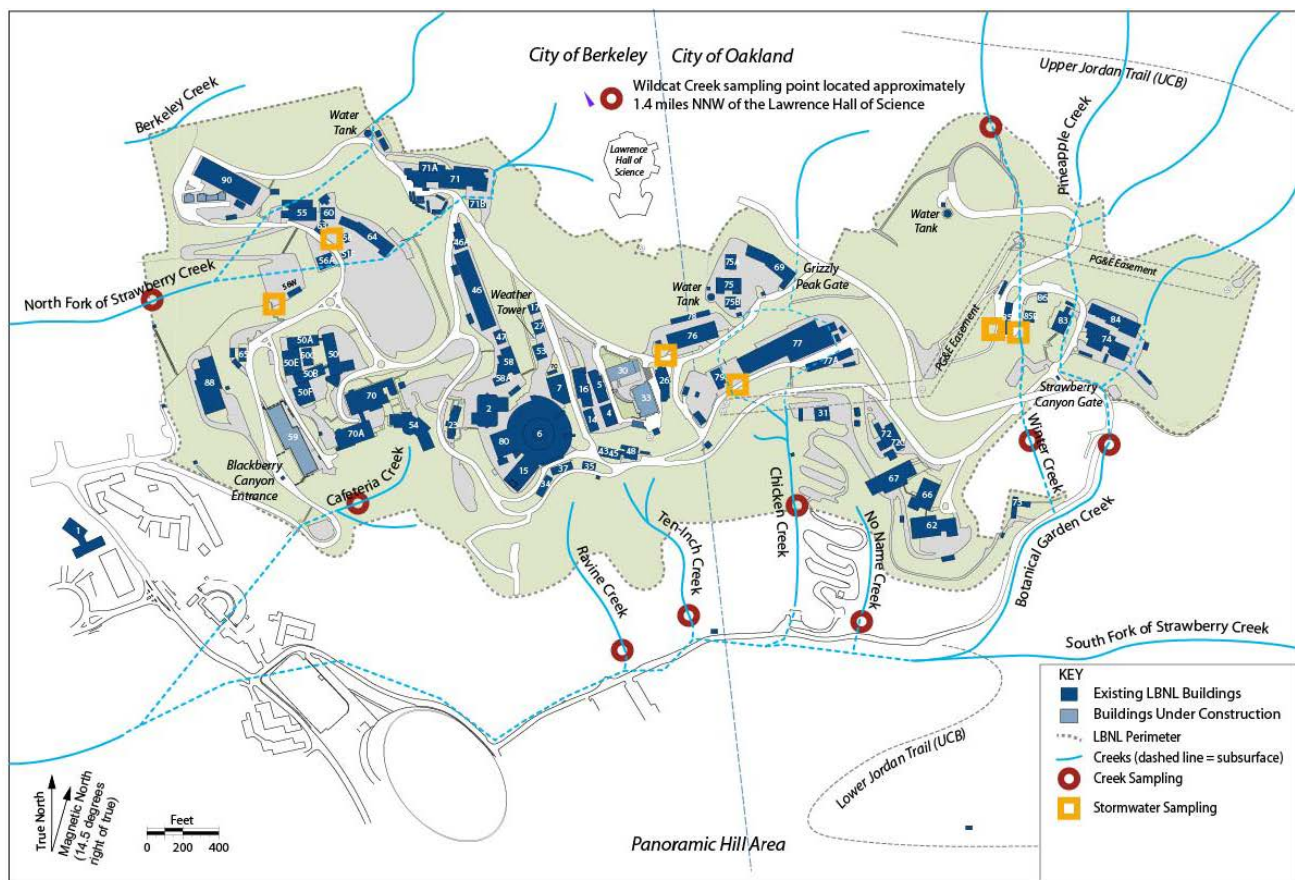 City of Berkeley
City of Oakland
Wildcat Creek sampling point located approximately
1.4 miles NNW of the Lawrence Hall of Science
Upper Jordan Trail (UCB)
Berkeley Creek
Water
Tank
Lawrence
Hall of
Science
Pineapple Creek
90
71A
71
71B
55
60
63
64
56A
46A
Water
Tank
North Fork of Strawberry Creek
75A
69
75
75B
Grizzly
Peak Gate
PG&E Easement
PG&E Easement
Water
Tank
Weather
Tower
46
17
27
47
53
58
58A
76
77
77A
79
86
83
84
74
65
50A
50E
50C
50
50B
50F
88
70
70A
54
59
23
2
80
6
15
7
16
5
14
4
30
33
26
31
72
67
66
62
73
Strawberry
Canyon Gate
43
45
48
37
35
34
Blackberry
Canyon
Entrance
Cafeteria Creek
1
Ravine Creek
Ten-Inch Creek
Chicken Creek
No Name Creek
Winter Creek
Botanical Garden Creek
South Fork of Strawberry Creek
Lower Jordan Trail (UCB)
Panoramic Hill Area
True North
Magnetic North
(14.5 degrees
right of true)
Feet
0 200 400
KEY
Existing LBNL Buildings
Buildings Under Construction
LBNL Perimeter
Creeks (dashed line = subsurface)
Creek Sampling
Stormwater Sampling